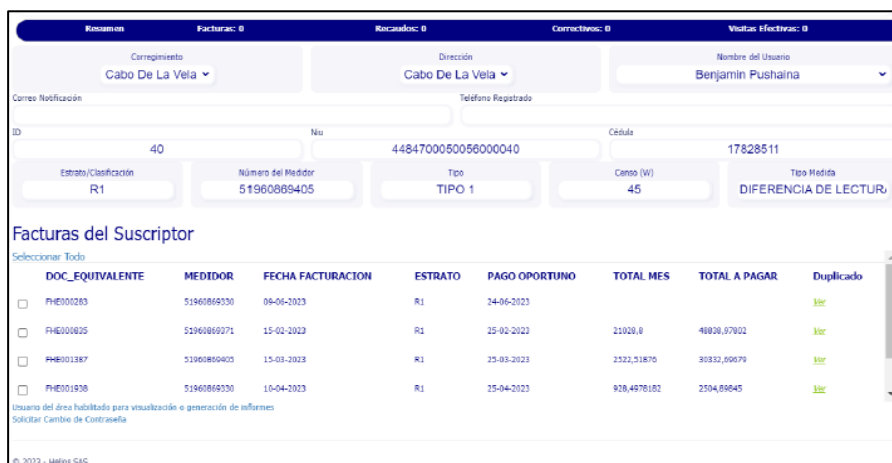 Resumen Facturas: 0 Recaudos: 0 Correctivos: 0 Visitas Efectivas: 0
Corregimiento Dirección Nombre del Usuario
Cabo De La Vela Cabo De La Vela Benjamin Pushaina
Correo Notificación Teléfono Registrado
ID Niu Cédula
40 4484700050056000040 17828511
Estrato/Clasificación Número del Medidor Tipo Censo (W) Tipo Medida
R1 51960869405 TIPO 1 45 DIFERENCIA DE LECTUR
Facturas del Suscriptor
Seleccionar Todo
DOC_EQUIVALENTE MEDIDOR FECHA FACTURACION ESTRATO PAGO OPORTUNO TOTAL MES TOTAL A PAGAR Duplicado
FHE000283 51960869330 09-06-2023 R1 24-06-2023 Ver
FHE000835 51960869371 15-02-2023 R1 25-02-2023 21028,8 48838,97802 Ver
FHE001387 51960869405 15-03-2023 R1 25-03-2023 2522,51876 30332,69679 Ver
FHE001938 51960869330 10-04-2023 R1 25-04-2023 928,4978182 2504,89845 Ver
Usuario del área habilitado para visualización o generación de informes
Solicitar Cambio de Contraseña
© 2023 - Helios SAS